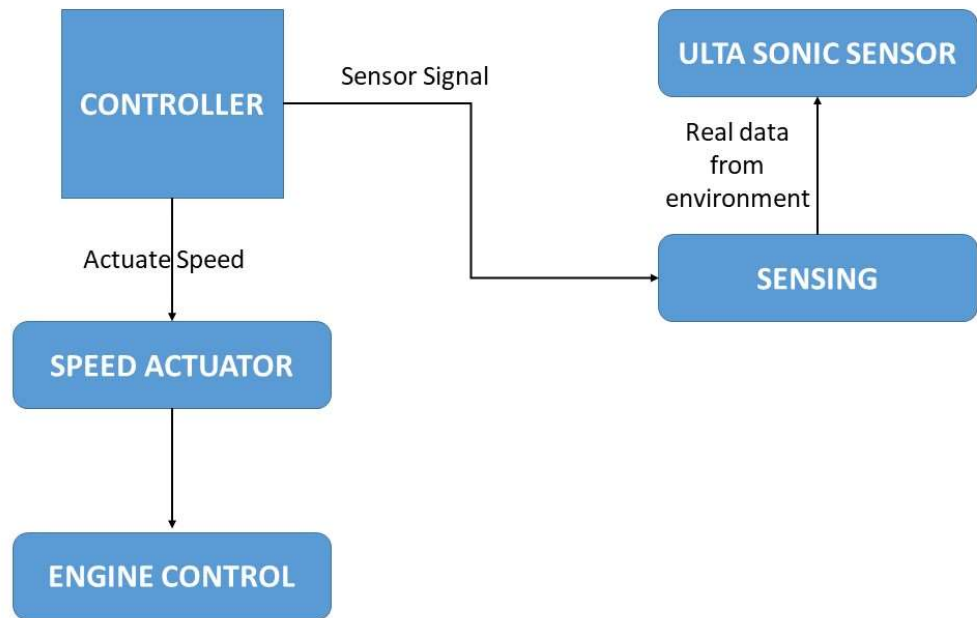 CONTROLLER
Sensor Signal
ULTA SONIC SENSOR
Real data
from
environment
Actuate Speed
SENSING
SPEED ACTUATOR
ENGINE CONTROL